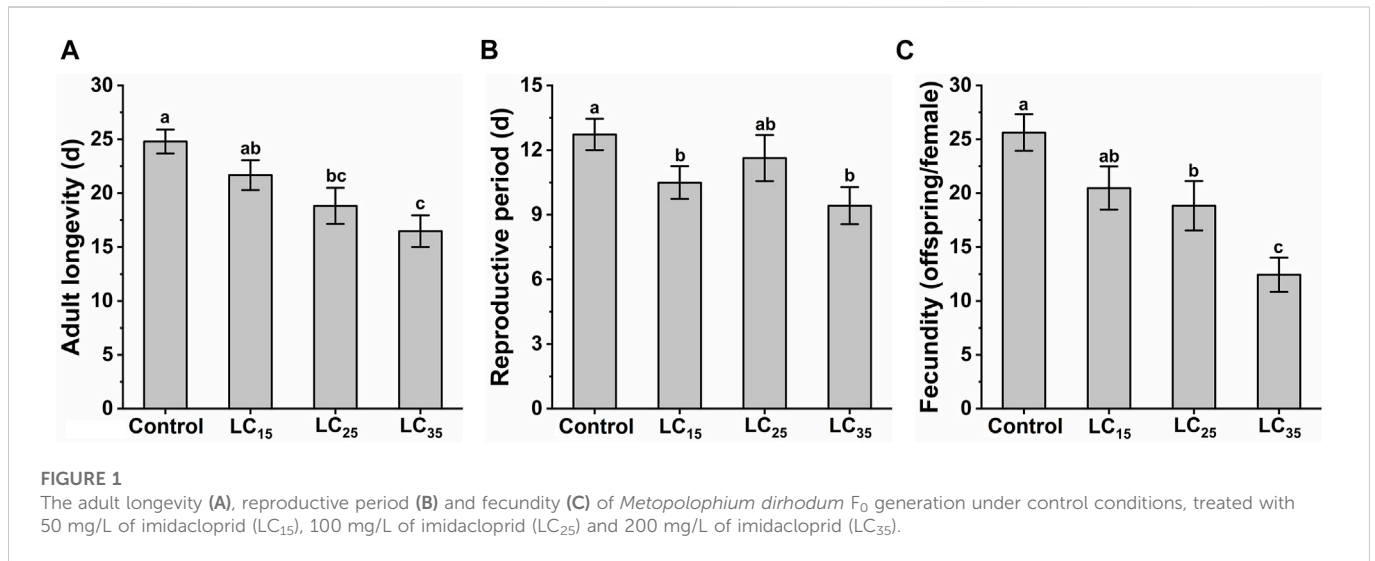 A
Adult longevity (d)
30
25
20
15
10
5
0
a
ab
bc
c
Control LC₁₅ LC₂₅ LC₃₅
B
Reproductive period (d)
15
12
9
6
3
0
a
b
ab
b
Control LC₁₅ LC₂₅ LC₃₅
C
Fecundity (offspring/female)
30
25
20
15
10
5
0
a
ab
b
c
Control LC₁₅ LC₂₅ LC₃₅
FIGURE 1
The adult longevity (A), reproductive period (B) and fecundity (C) of Metopolophium dirhodum F₀ generation under control conditions, treated with
50 mg/L of imidacloprid (LC₁₅), 100 mg/L of imidacloprid (LC₂₅) and 200 mg/L of imidacloprid (LC₃₅).